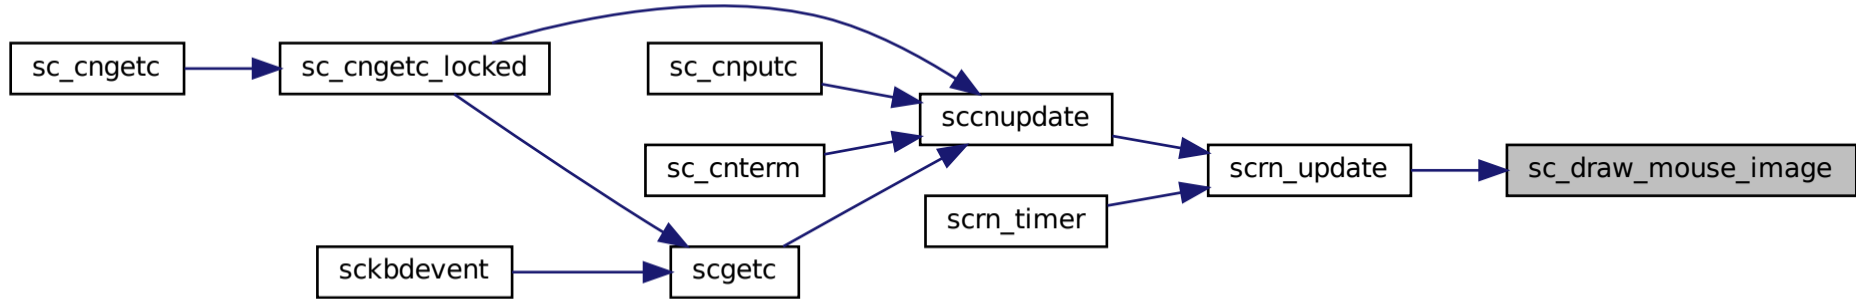 sc_cngetc
sc_cngetc_locked
sc_cnputc
sccnupdate
sc_cnterm
scrn_update
sc_draw_mouse_image
scrn_timer
sckbdevent
scgetc